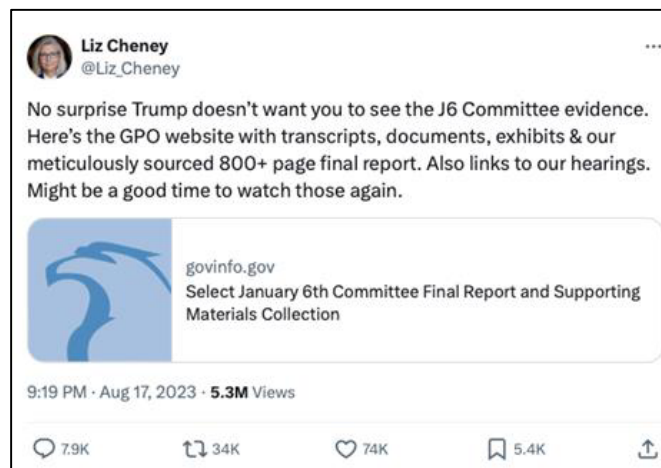 Liz Cheney
@Liz_Cheney
No surprise Trump doesn’t want you to see the J6 Committee evidence.
Here’s the GPO website with transcripts, documents, exhibits & our
meticulously sourced 800+ page final report. Also links to our hearings.
Might be a good time to watch those again.
govinfo.gov
Select January 6th Committee Final Report and Supporting
Materials Collection
9:19 PM · Aug 17, 2023 · 5.3M Views
7.9K 34K 74K 5.4K